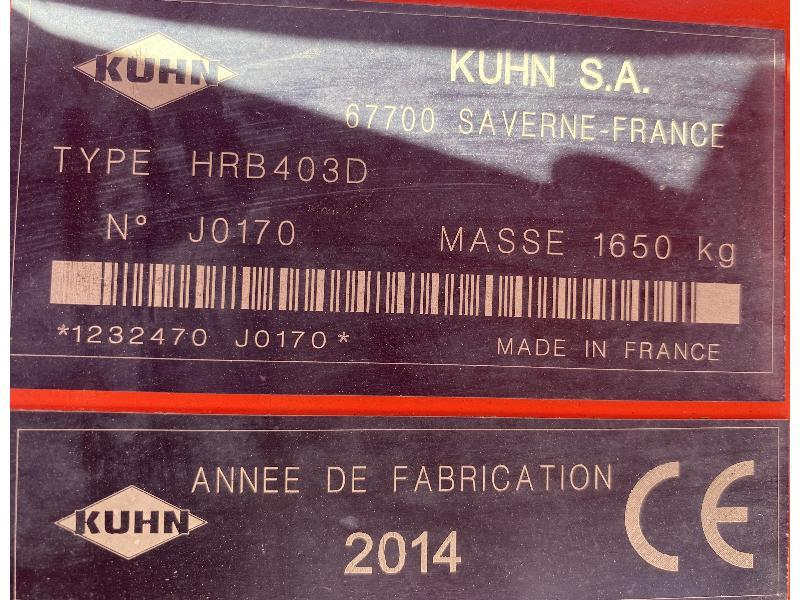 KUHN
KUHN S.A.
67700 SAVERNE-FRANCE
TYPE HRB403D
N° J0170
MASSE 1650 kg
*1232470 J0170*
MADE IN FRANCE
KUHN
ANNEE DE FABRICATION
2014
CE